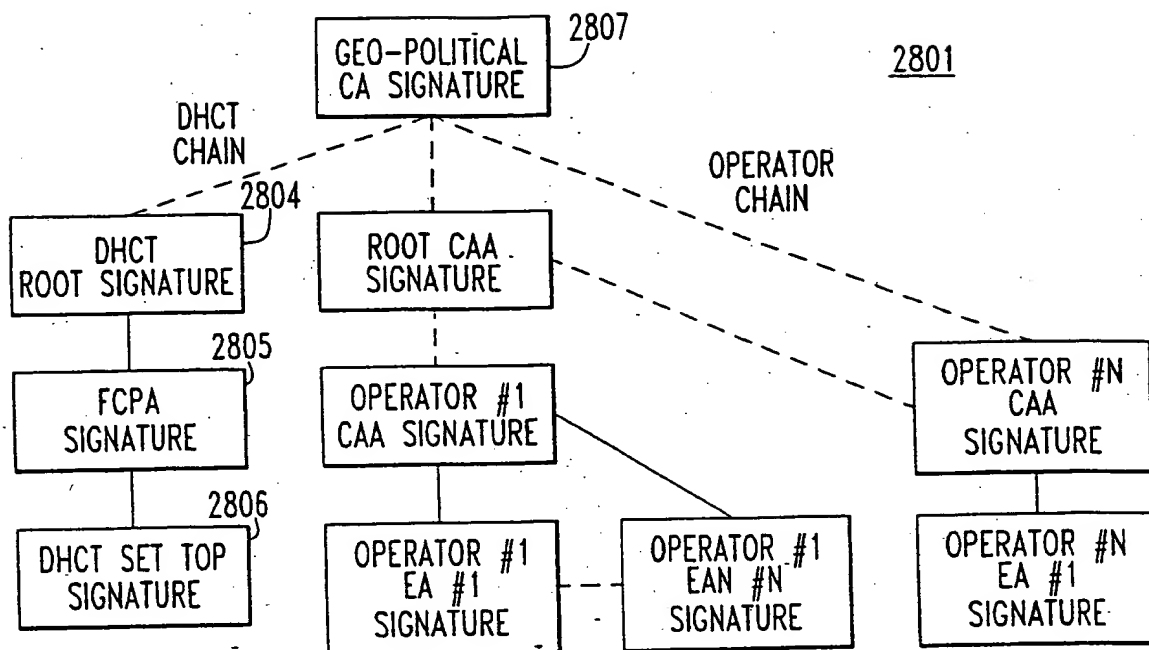 GEO-POLITICAL
CA SIGNATURE
2807
2801
DHCT
CHAIN
OPERATOR
CHAIN
2804
DHCT
ROOT SIGNATURE
ROOT CAA
SIGNATURE
2805
FCPA
SIGNATURE
OPERATOR #1
CAA SIGNATURE
OPERATOR #N
CAA
SIGNATURE
2806
DHCT SET TOP
SIGNATURE
OPERATOR #1
EA #1
SIGNATURE
OPERATOR #1
EAN #N
SIGNATURE
OPERATOR #N
EA #1
SIGNATURE